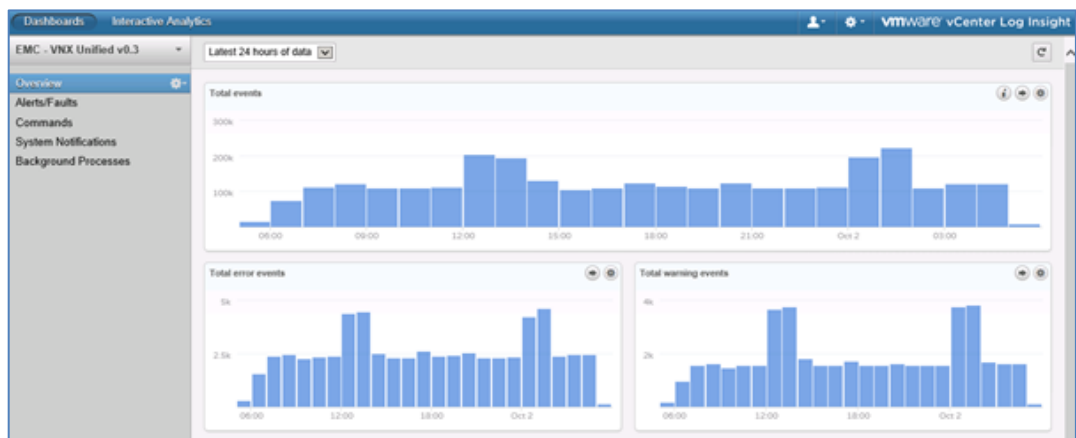 Dashboards Interactive Analytics
vmware vCenter Log Insight
EMC - VNX Unified v0.3
Latest 24 hours of data
Overview
Alerts/Faults
Commands
System Notifications
Background Processes
Total events
300k
200k
100k
06:00 09:00 12:00 15:00 18:00 21:00 Oct 2 03:00
Total error events
5k
2.5k
06:00 12:00 18:00 Oct 2
Total warning events
4k
2k
06:00 12:00 18:00 Oct 2